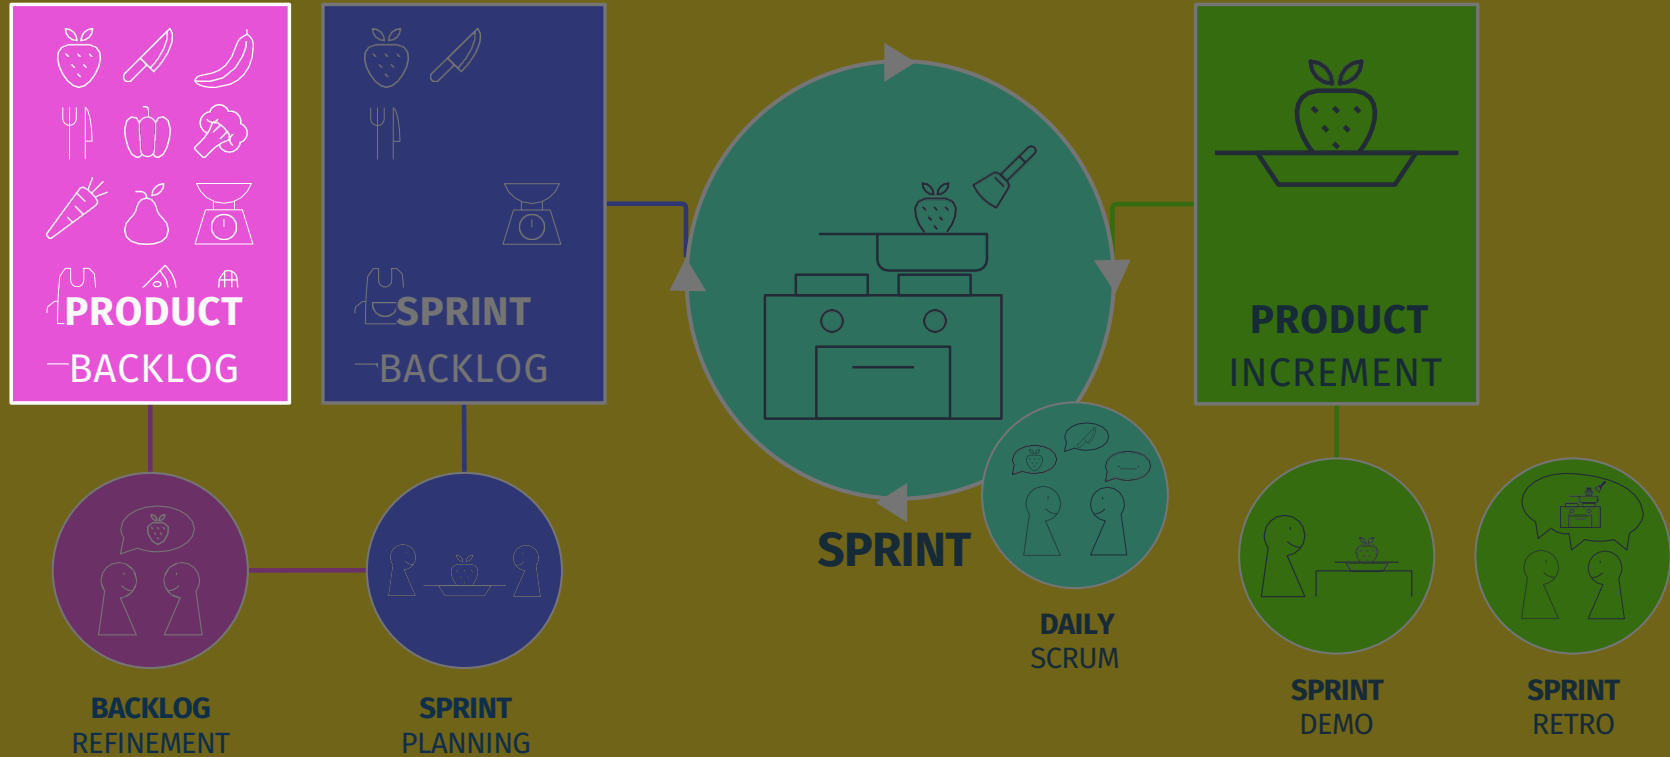 PRODUCT
BACKLOG
SPRINT
BACKLOG
PRODUCT
INCREMENT
SPRINT
DAILY
SCRUM
BACKLOG
REFINEMENT
SPRINT
PLANNING
SPRINT
DEMO
SPRINT
RETRO